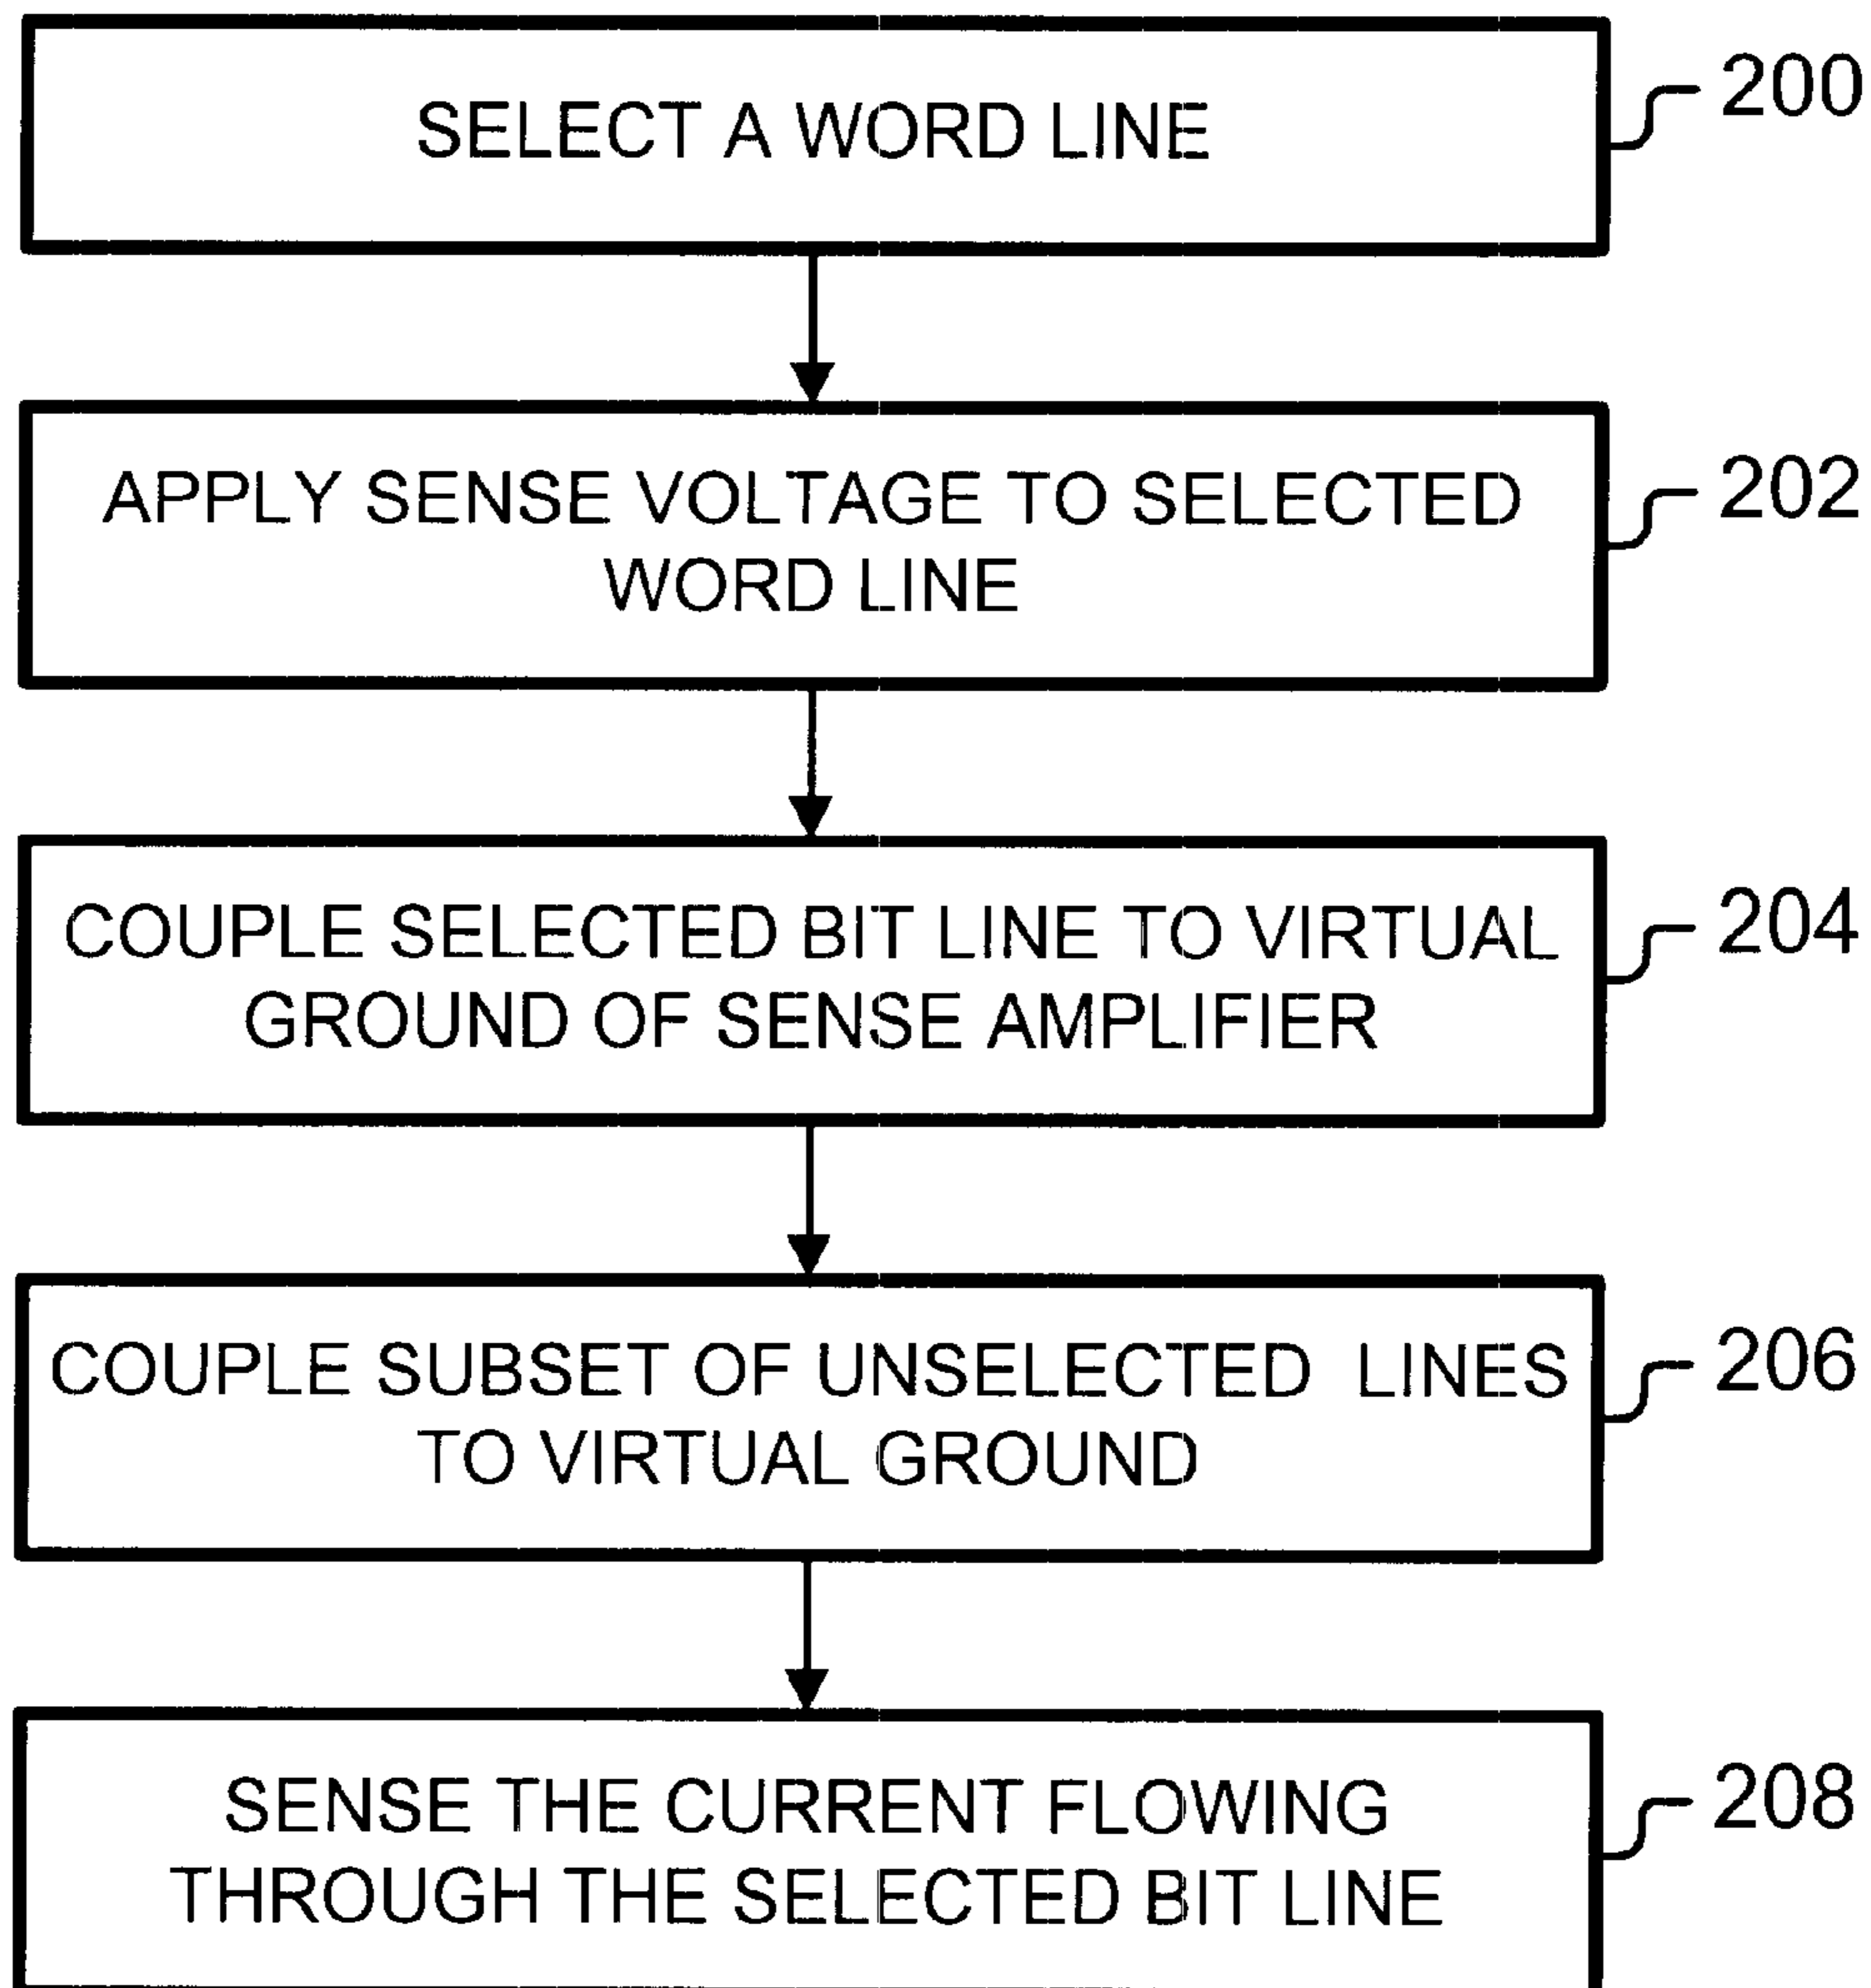 SELECT A WORD LINE
200
APPLY SENSE VOLTAGE TO SELECTED
WORD LINE
202
COUPLE SELECTED BIT LINE TO VIRTUAL
GROUND OF SENSE AMPLIFIER
204
COUPLE SUBSET OF UNSELECTED LINES
TO VIRTUAL GROUND
206
SENSE THE CURRENT FLOWING
THROUGH THE SELECTED BIT LINE
208